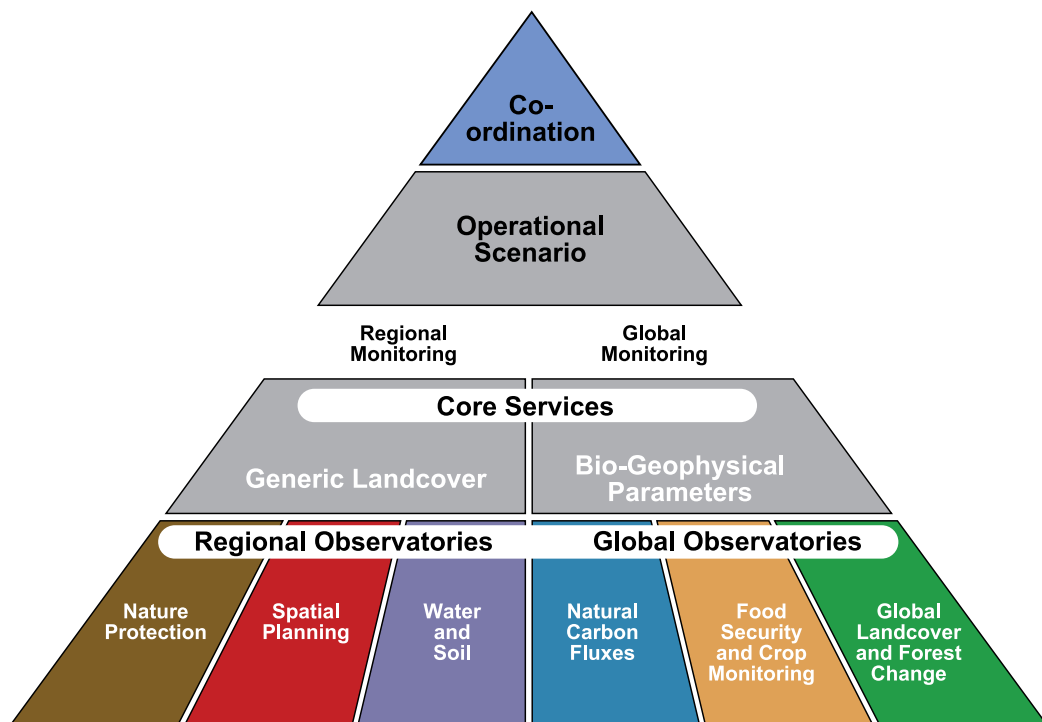 Co-
ordination
Operational
Scenario
Regional
Monitoring
Global
Monitoring
Core Services
Generic Landcover
Bio-Geophysical
Parameters
Regional Observatories
Global Observatories
Nature
Protection
Spatial
Planning
Water
and
Soil
Natural
Carbon
Fluxes
Food
Security
and Crop
Monitoring
Global
Landcover
and Forest
Change